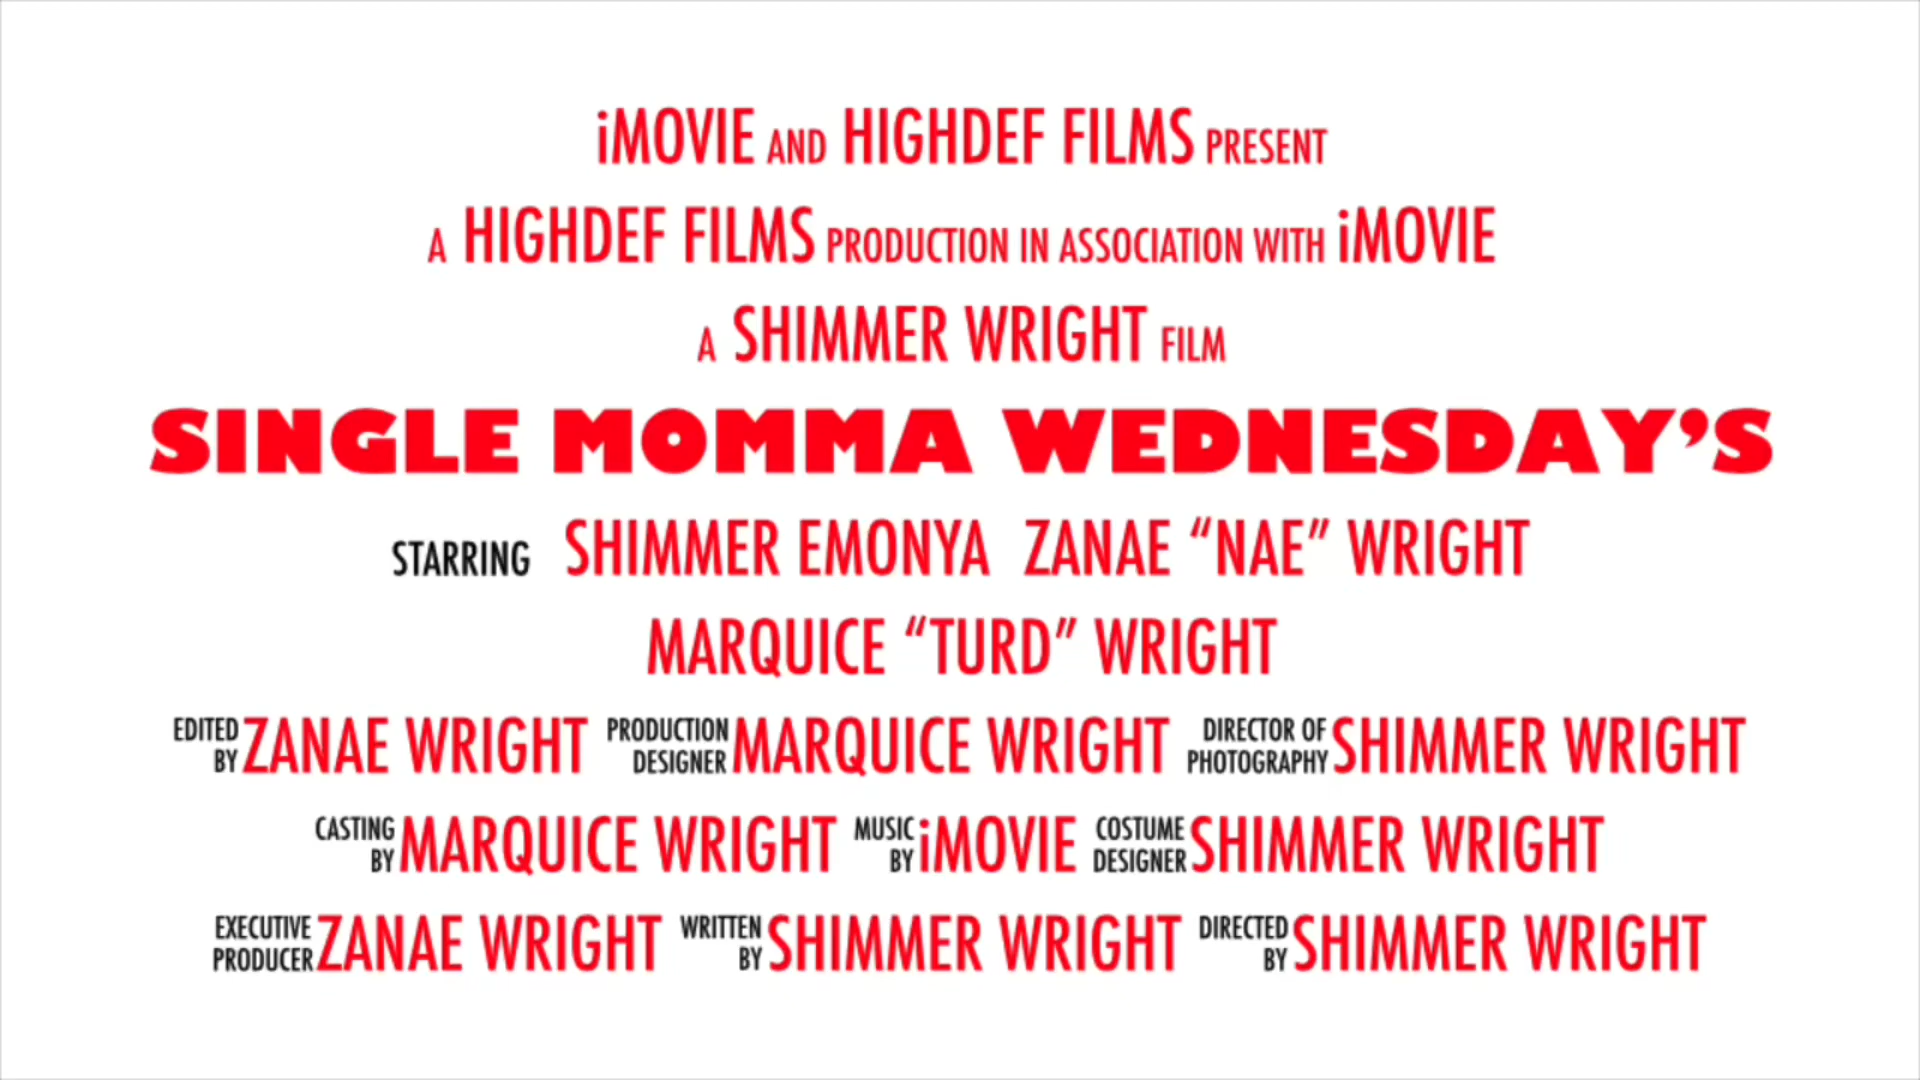 iMOVIE AND HIGHDEF FILMS PRESENT
A HIGHDEF FILMS PRODUCTION IN ASSOCIATION WITH iMOVIE
A SHIMMER WRIGHT FILM
SINGLE MOMMA WEDNESDAY’S
STARRING SHIMMER EMONYA ZANAE “NAE” WRIGHT
MARQUICE “TURD” WRIGHT
EDITED BY ZANAE WRIGHT PRODUCTION DESIGNER MARQUICE WRIGHT DIRECTOR OF PHOTOGRAPHY SHIMMER WRIGHT
CASTING BY MARQUICE WRIGHT MUSIC BY iMOVIE COSTUME DESIGNER SHIMMER WRIGHT
EXECUTIVE PRODUCER ZANAE WRIGHT WRITTEN BY SHIMMER WRIGHT DIRECTED BY SHIMMER WRIGHT